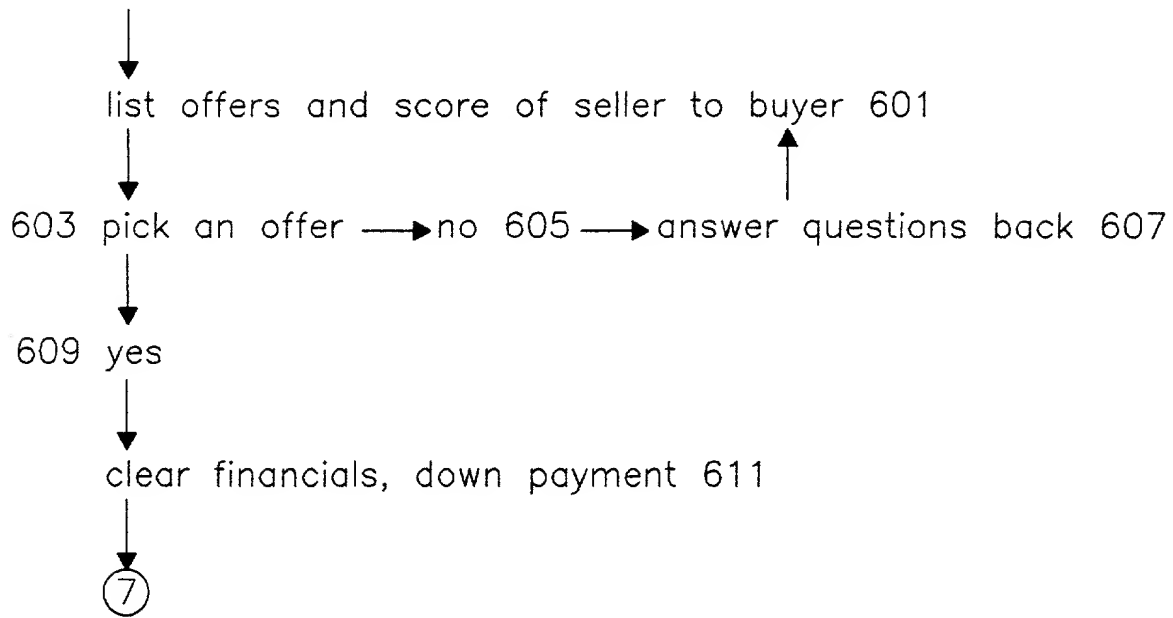 list offers and score of seller to buyer 601
603 pick an offer no 605 answer questions back 607
609 yes
clear financials, down payment 611
7